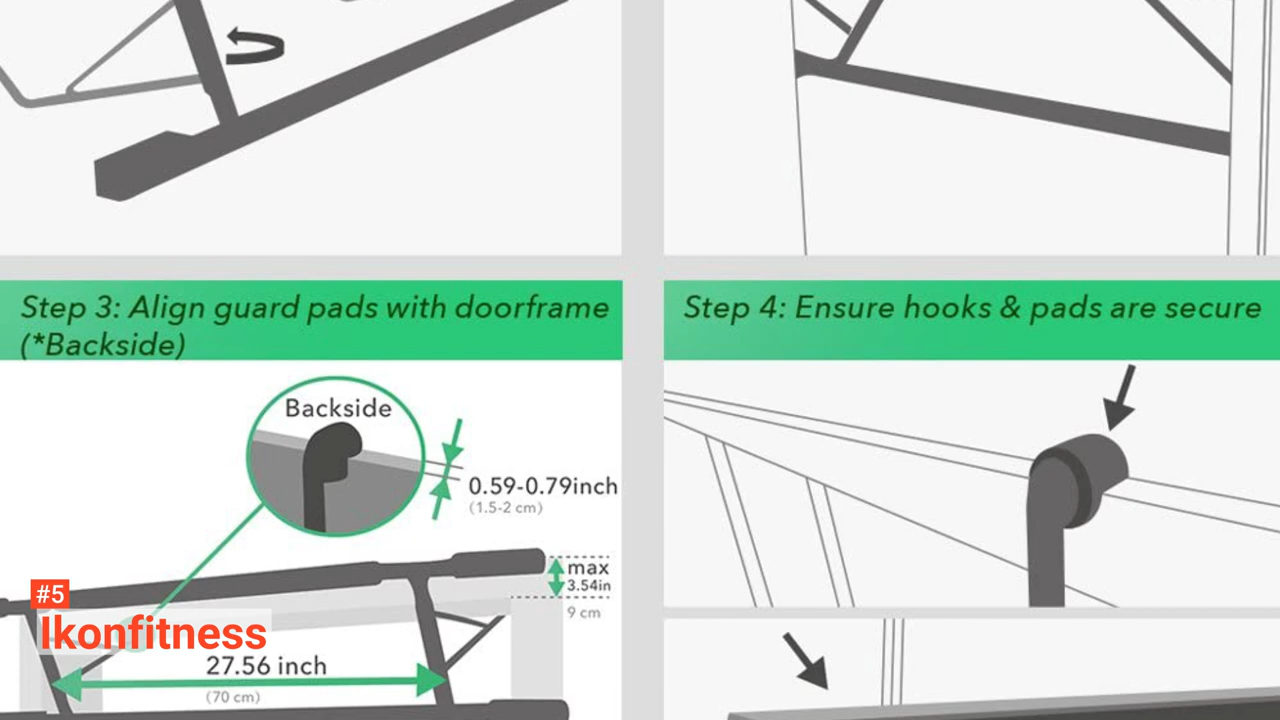 Step 3: Align guard pads with doorframe
(*Backside)
Step 4: Ensure hooks & pads are secure
Backside
0.59-0.79inch
(1.5-2 cm)
max
3.54in
9 cm
#5
Ikonfitness
27.56 inch
(70 cm)